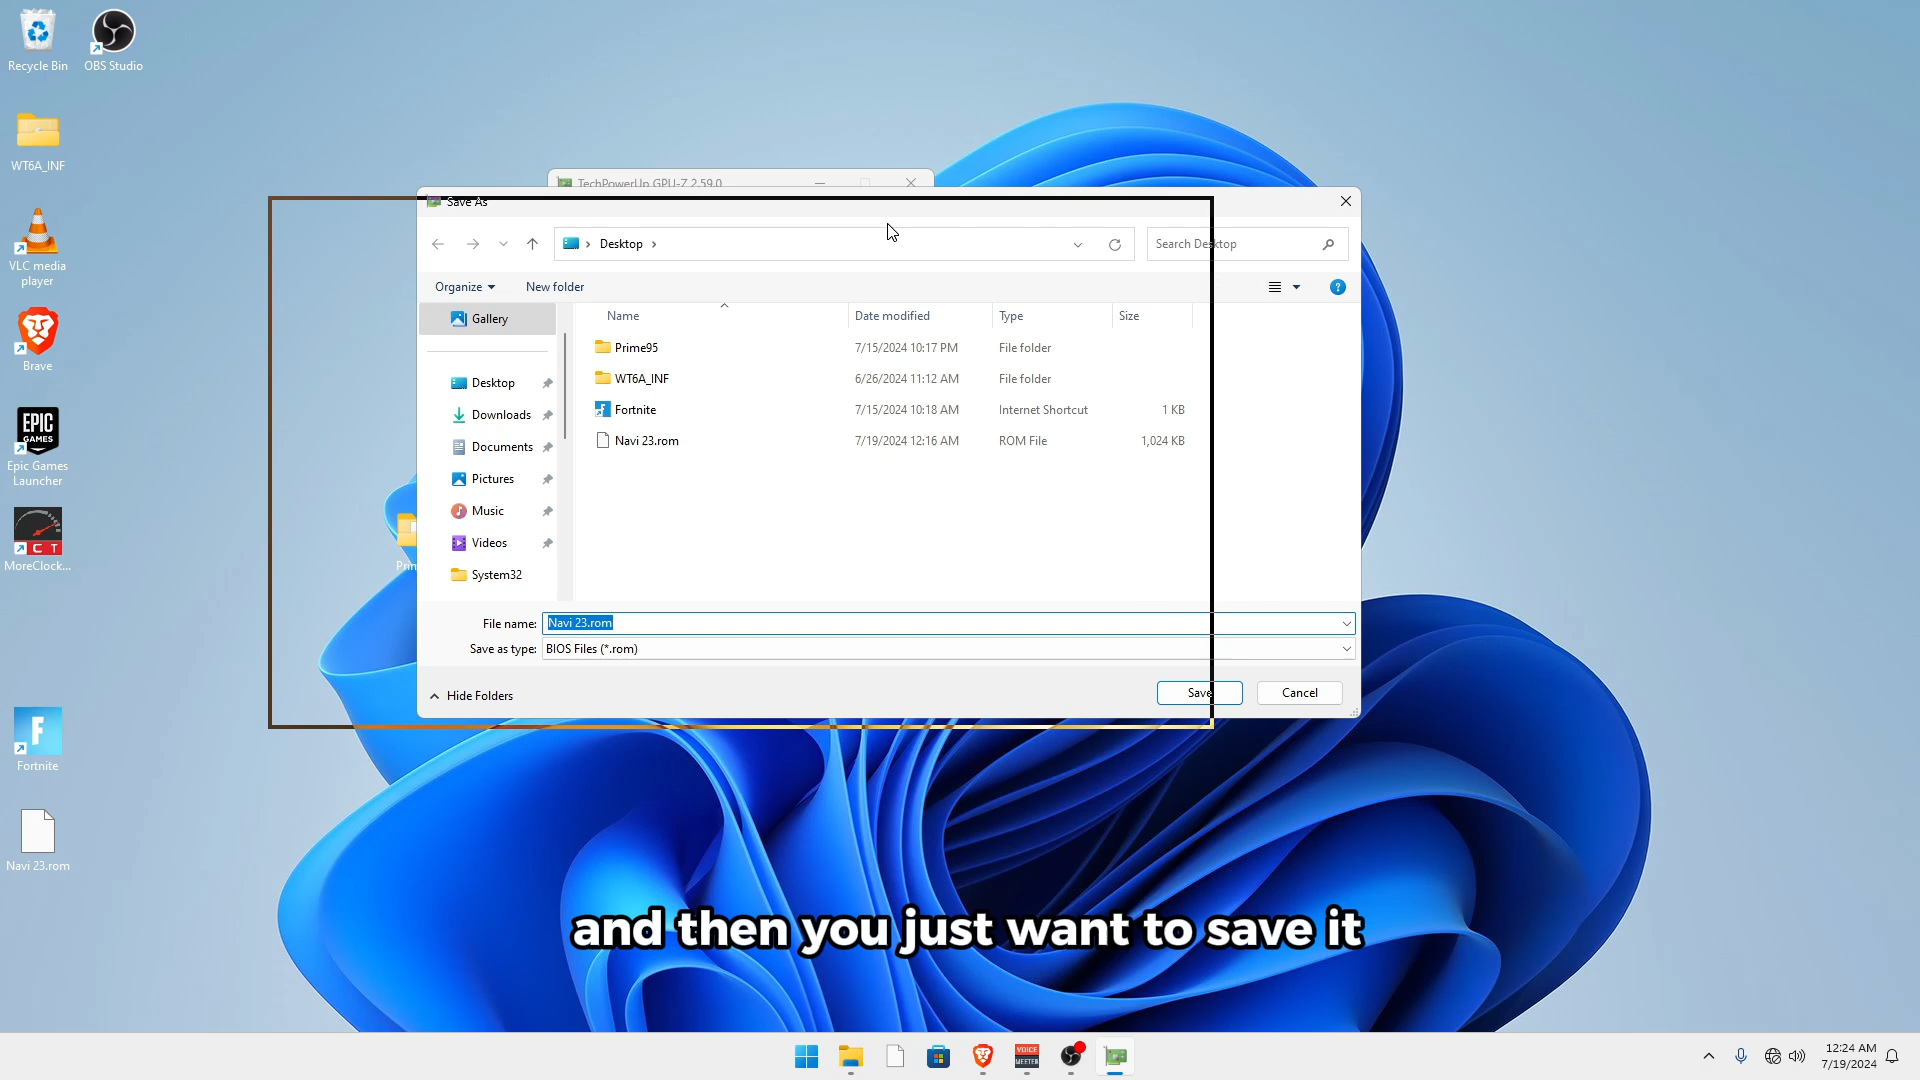 Recycle Bin
OBS Studio
WT6A_INF
VLC media
player
Brave
Epic Games
Launcher
MoreClock...
Fortnite
Navi 23.rom
EPIC
GAMES
C T
TechPowerUp GPU-Z 2.59.0
Save As
Desktop
Search Desktop
Organize
New folder
?
Gallery
Desktop
Downloads
Documents
Pictures
Music
Videos
System32
Name Date modified Type Size
Prime95 7/15/2024 10:17 PM File folder
WT6A_INF 6/26/2024 11:12 AM File folder
Fortnite 7/15/2024 10:18 AM Internet Shortcut 1 KB
Navi 23.rom 7/19/2024 12:16 AM ROM File 1,024 KB
File name: Navi 23.rom
Save as type: BIOS Files (*.rom)
Hide Folders
Save
Cancel
and then you just want to save it
VOICE
MEETER
12:24 AM
7/19/2024